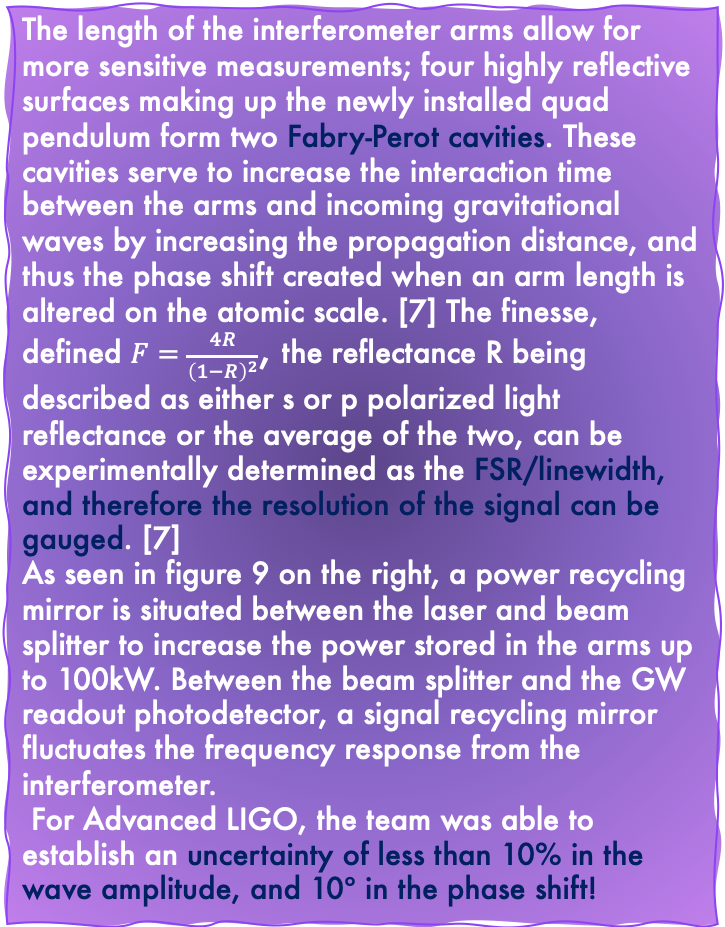 The length of the interferometer arms allow for
more sensitive measurements; four highly reflective
surfaces making up the newly installed quad
pendulum form two Fabry-Perot cavities. These
cavities serve to increase the interaction time
between the arms and incoming gravitational
waves by increasing the propagation distance, and
thus the phase shift created when an arm length is
altered on the atomic scale. [7] The finesse,
defined F = 4R/(1−R)², the reflectance R being
described as either s or p polarized light
reflectance or the average of the two, can be
experimentally determined as the FSR/linewidth,
and therefore the resolution of the signal can be
gauged. [7]
As seen in figure 9 on the right, a power recycling
mirror is situated between the laser and beam
splitter to increase the power stored in the arms up
to 100kW. Between the beam splitter and the GW
readout photodetector, a signal recycling mirror
fluctuates the frequency response from the
interferometer.
For Advanced LIGO, the team was able to
establish an uncertainty of less than 10% in the
wave amplitude, and 10° in the phase shift!